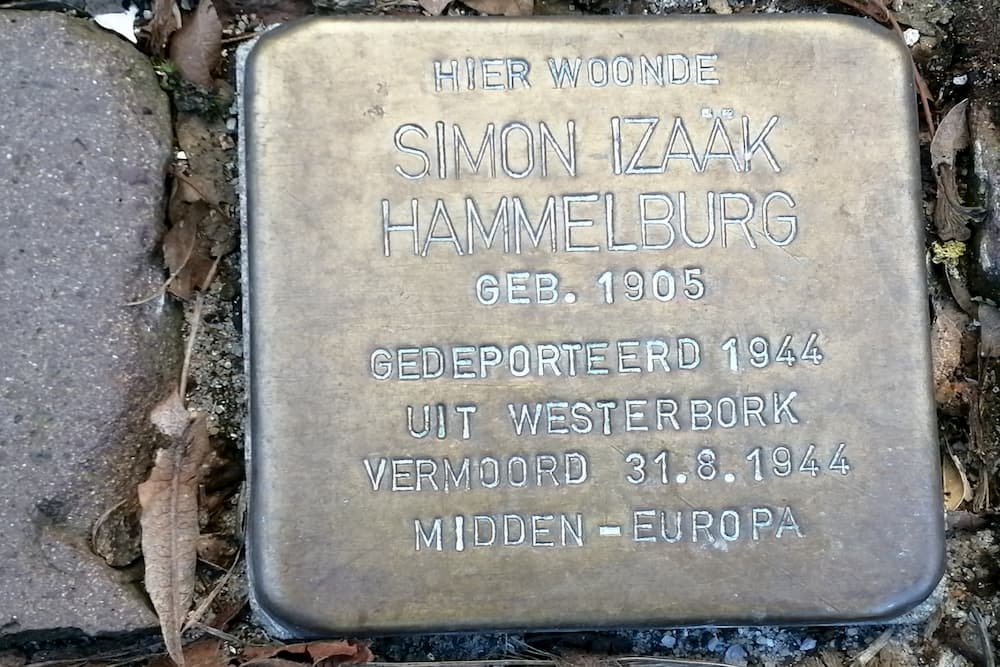 HIER WOONDE
SIMON IZAÄK
HAMMELBURG
GEB. 1905
GEDEPORTEERD 1944
UIT WESTERBORK
VERMOORD 31.8.1944
MIDDEN-EUROPA